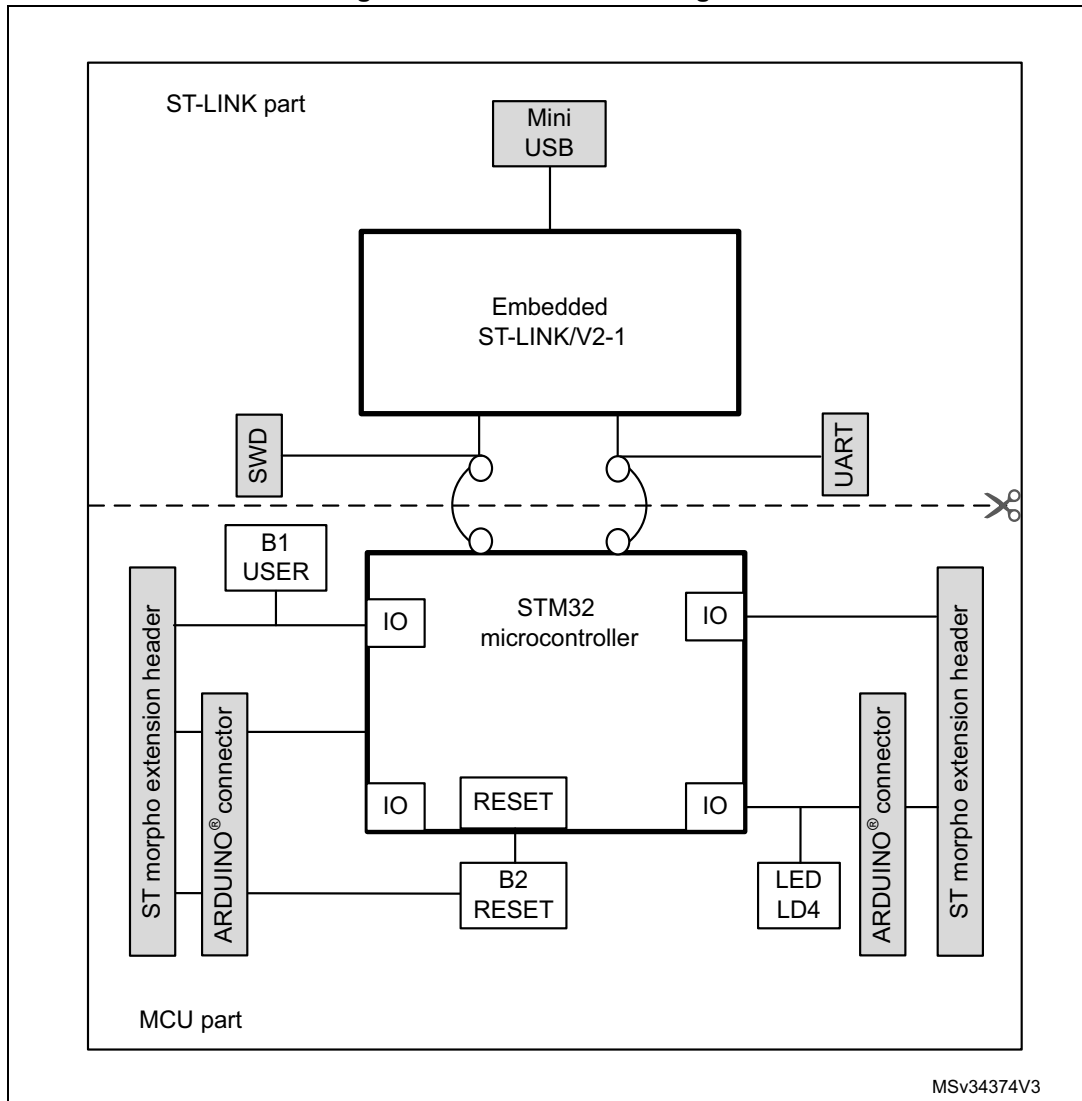 ST-LINK part
Mini
USB
Embedded
ST-LINK/V2-1
SWD
UART
B1
USER
STM32
microcontroller
IO
IO
ST morpho extension header
ARDUINO® connector
IO
RESET
IO
ARDUINO® connector
ST morpho extension header
B2
RESET
LED
LD4
MCU part
MSv34374V3